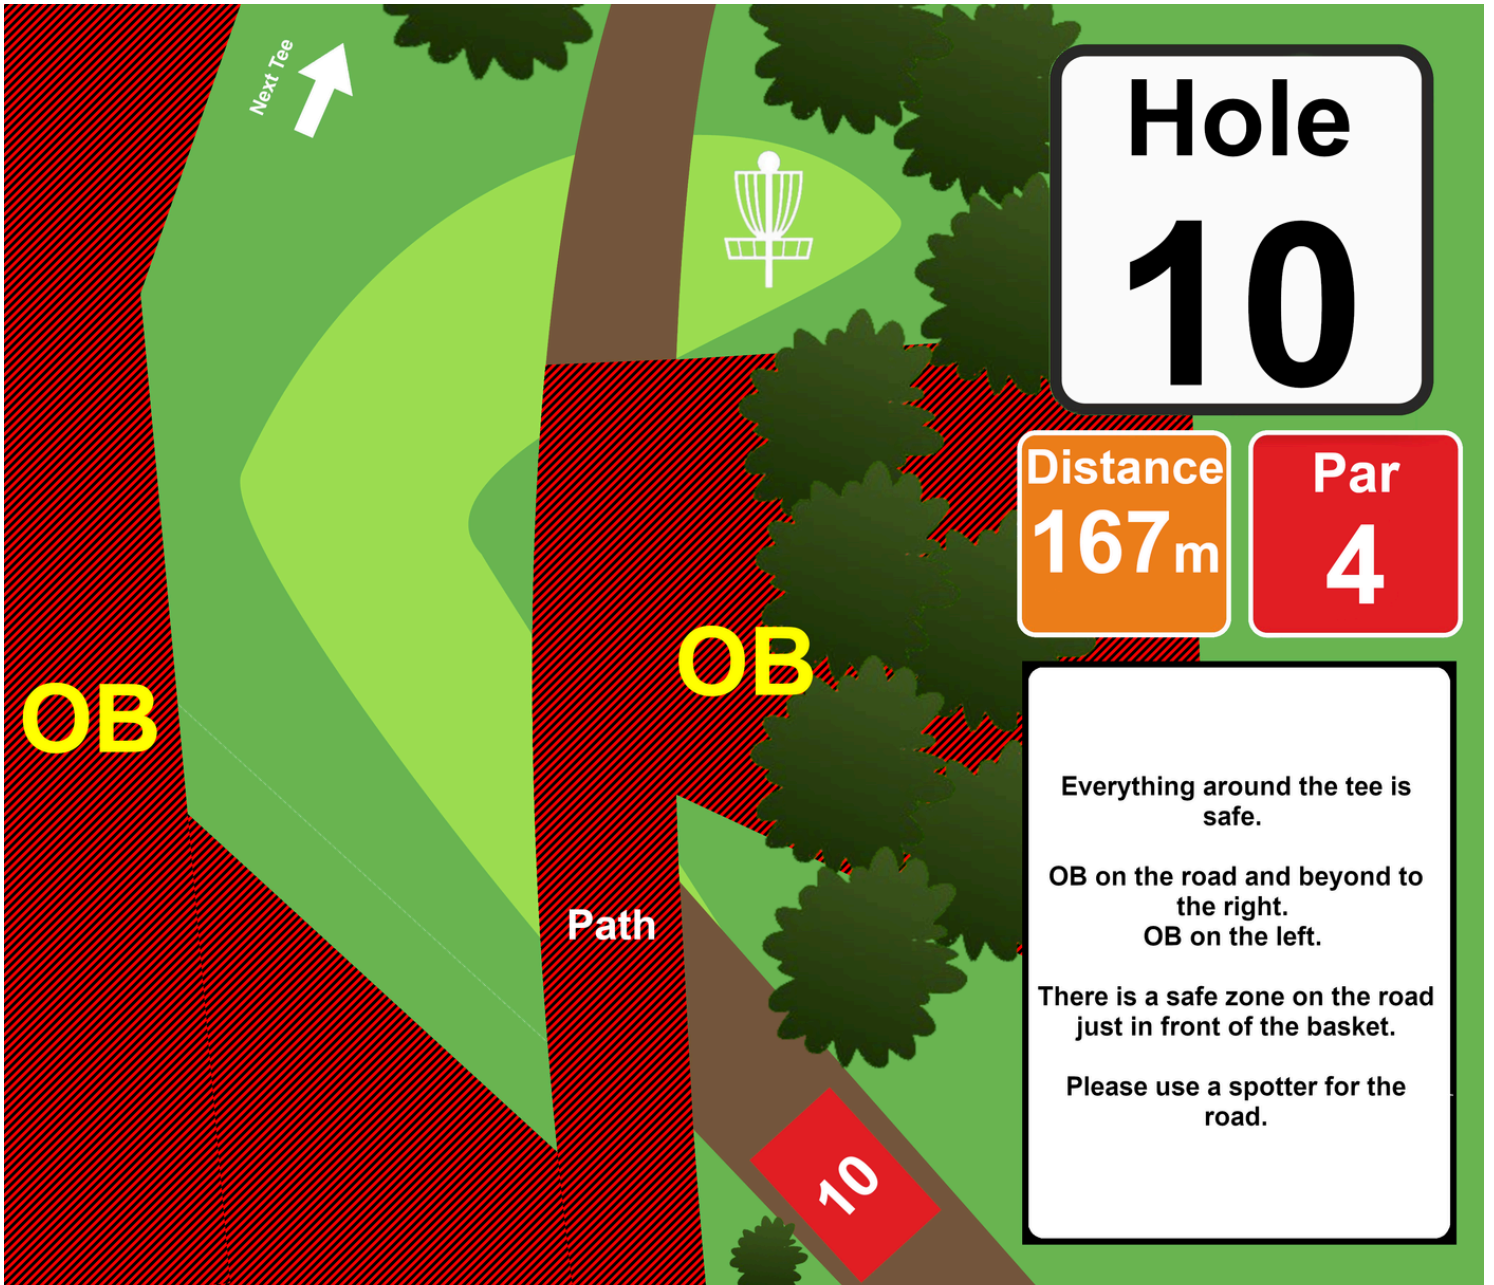 Next Tee
Hole
10
Distance
167m
Par
4
OB
OB
Path
10
Everything around the tee is
safe.
OB on the road and beyond to
the right.
OB on the left.
There is a safe zone on the road
just in front of the basket.
Please use a spotter for the
road.